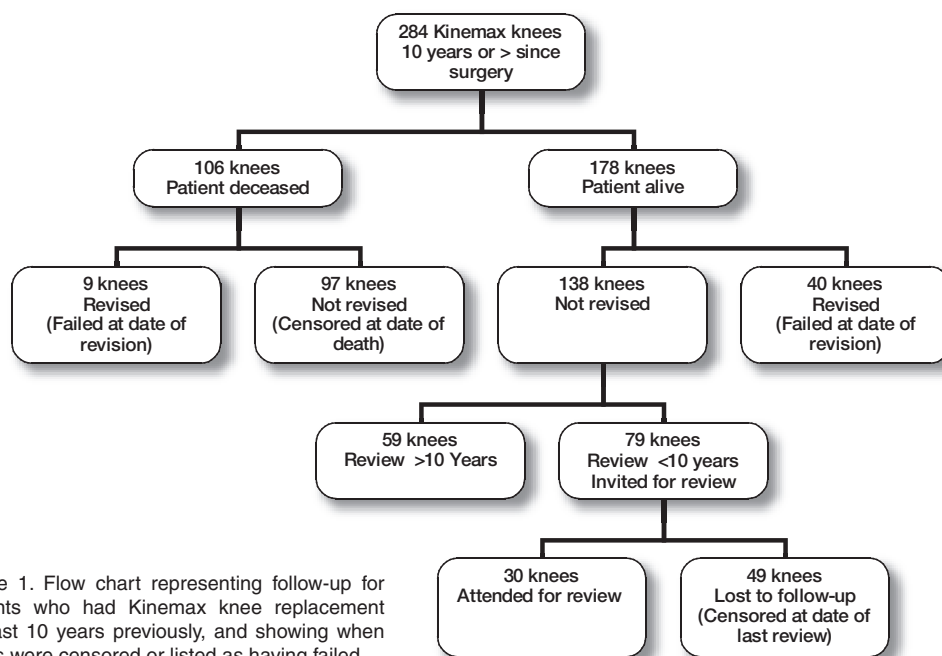 284 Kinemax knees
10 years or > since
surgery
106 knees
Patient deceased
178 knees
Patient alive
9 knees
Revised
(Failed at date of
revision)
97 knees
Not revised
(Censored at date of
death)
138 knees
Not revised
40 knees
Revised
(Failed at date of
revision)
59 knees
Review >10 Years
79 knees
Review <10 years
Invited for review
30 knees
Attended for review
49 knees
Lost to follow-up
(Censored at date of
last review)
e 1. Flow chart representing follow-up for
nts who had Kinemax knee replacement
ast 10 years previously, and showing when
were censored or listed as having failed